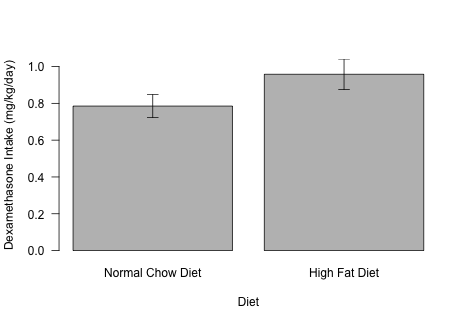 Dexamethasone Intake (mg/kg/day)
1.0
0.8
0.6
0.4
0.2
0.0
Normal Chow Diet High Fat Diet
Diet